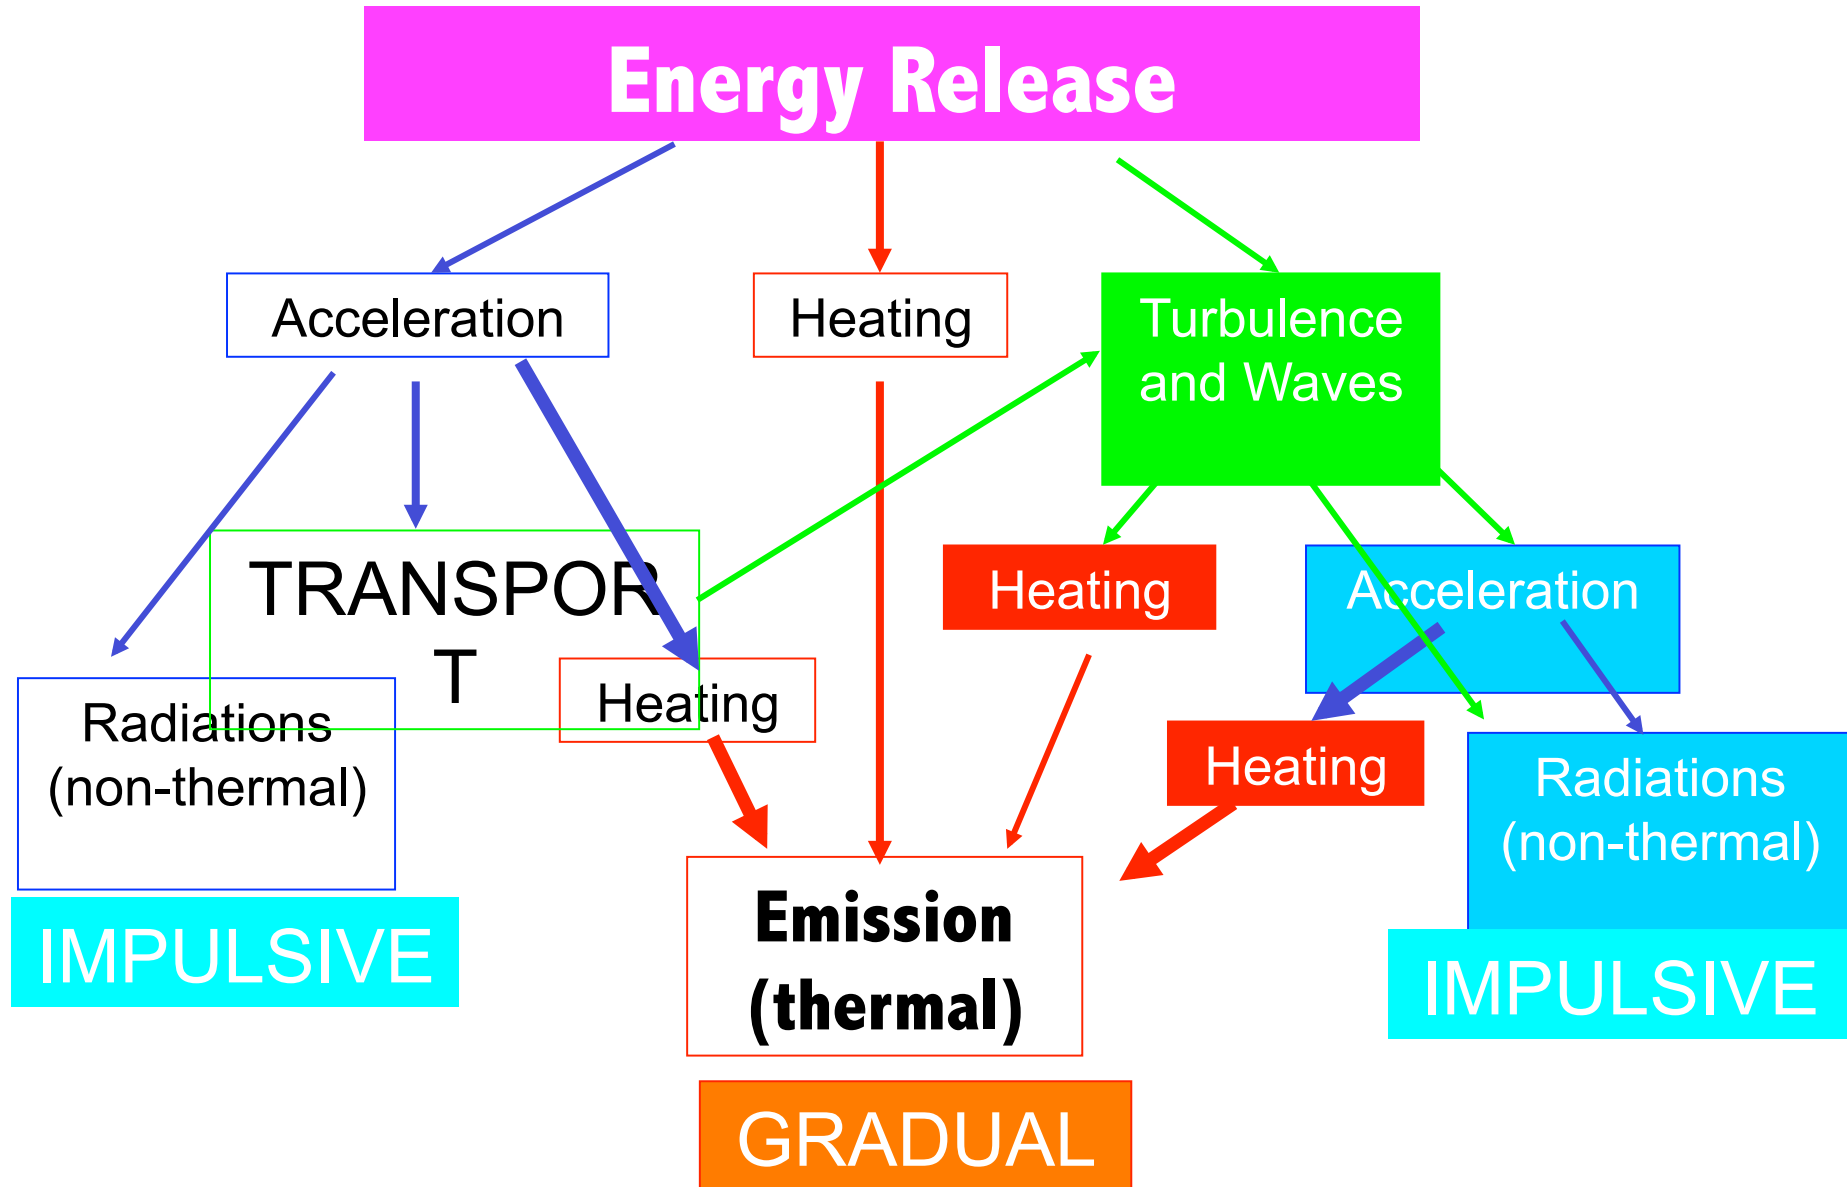 Energy Release
Acceleration
Heating
Turbulence
and Waves
TRANSPOR
T
Heating
Acceleration
Heating
Radiations
(non-thermal)
Heating
Radiations
(non-thermal)
IMPULSIVE
Emission
(thermal)
IMPULSIVE
GRADUAL